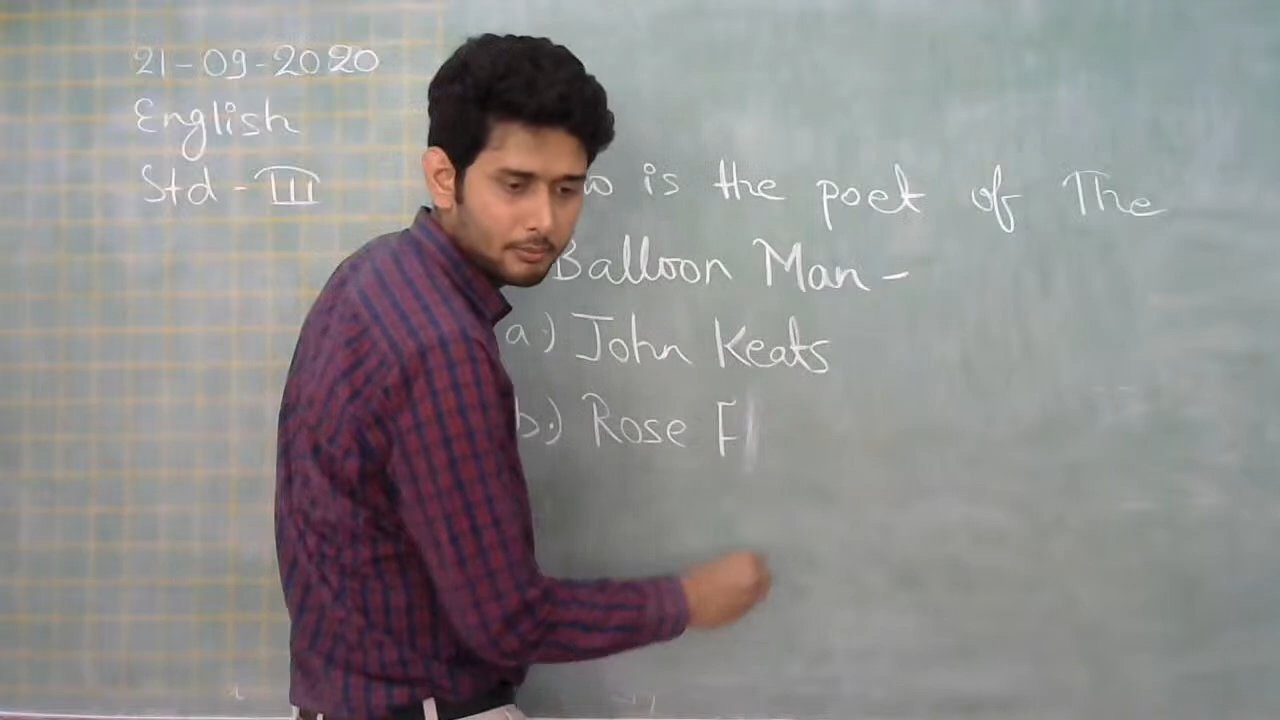 21-09-2020
English
Std - III
is the poet of The
Balloon Man -
a.) John Keats
b.) Rose F